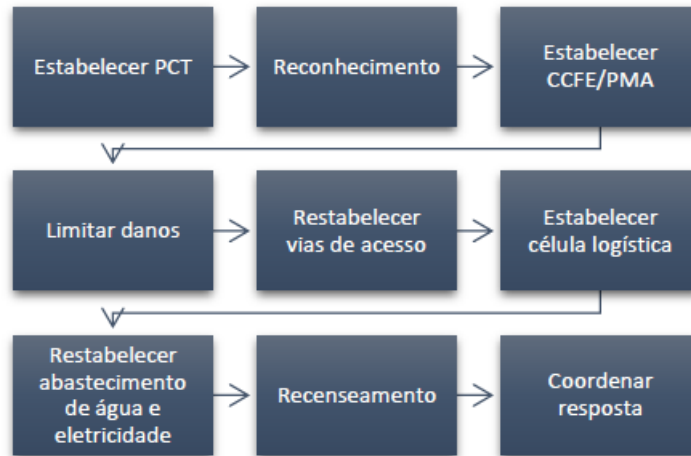 Estabelecer PCT
Reconhecimento
Estabelecer
CCFE/PMA
Limitar danos
Restabelecer
vias de acesso
Estabelecer
célula logística
Restabelecer
abastecimento
de água e
eletricidade
Recenseamento
Coordenar
resposta